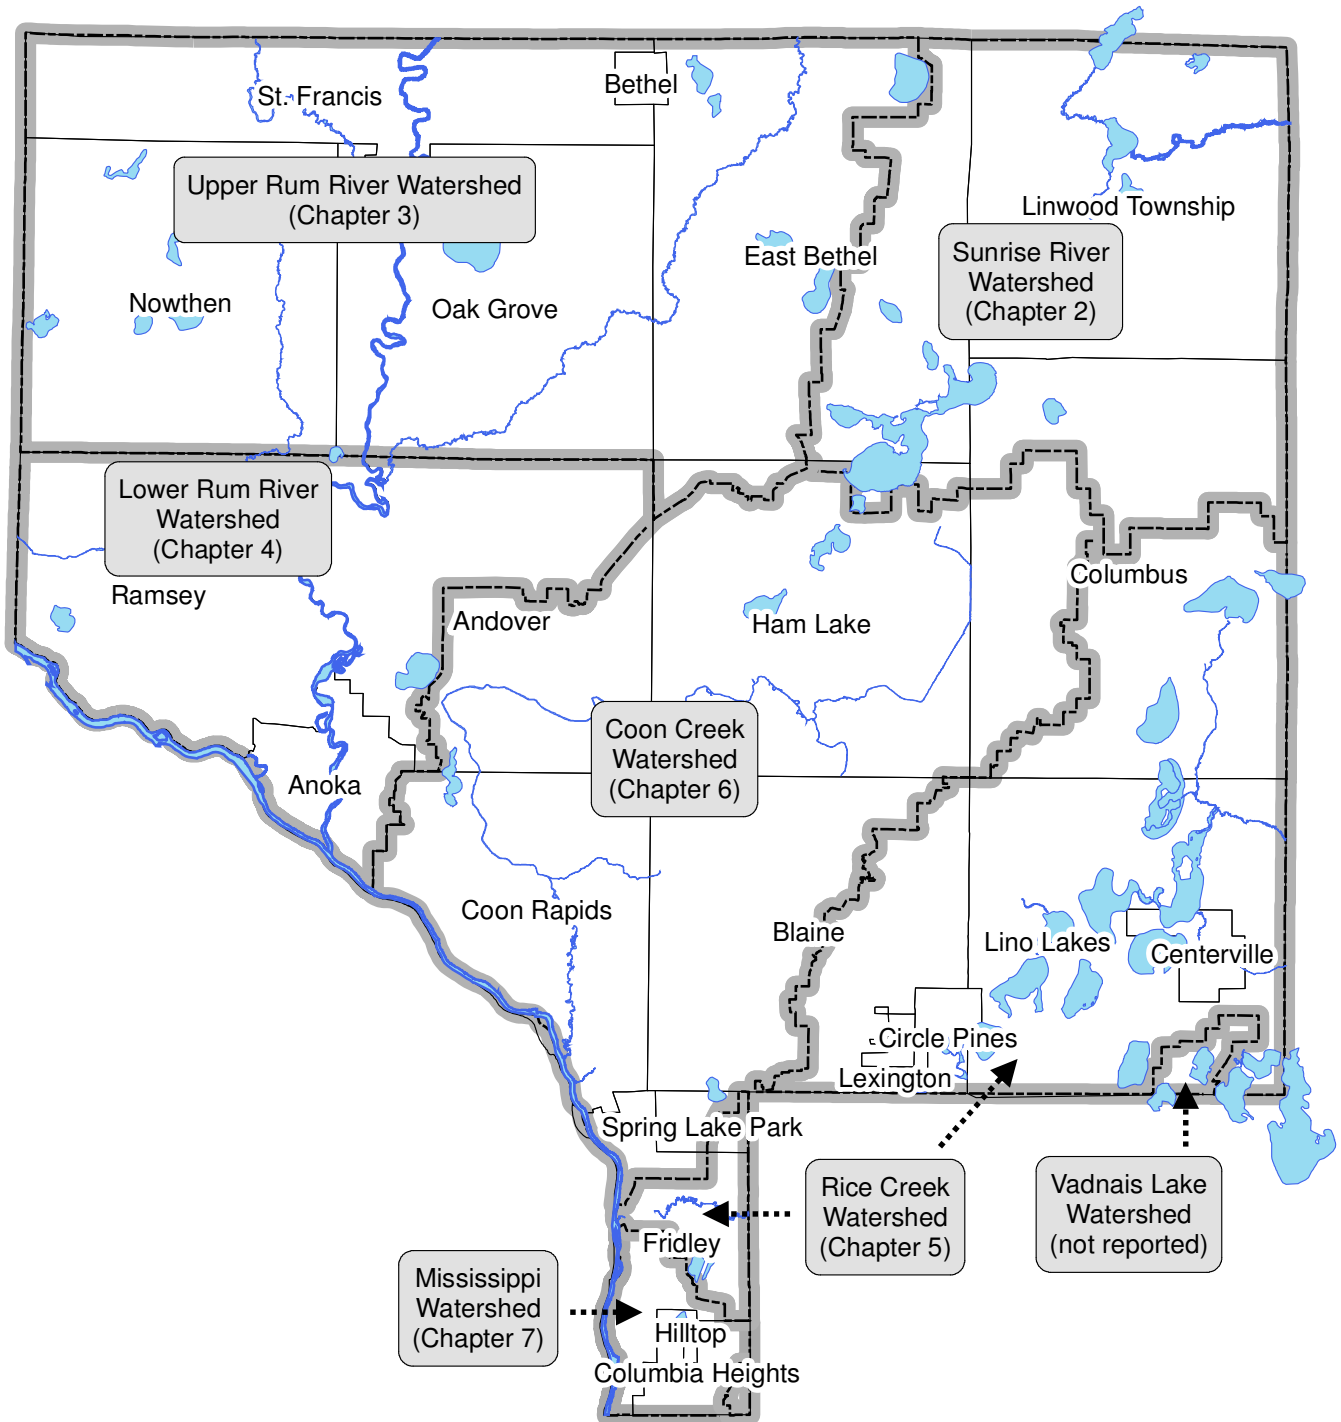 Bethel
St. Francis
Upper Rum River Watershed
(Chapter 3)
Linwood Township
East Bethel
Sunrise River
Watershed
(Chapter 2)
Nowthen
Oak Grove
Lower Rum River
Watershed
(Chapter 4)
Ramsey
Andover
Ham Lake
Columbus
Coon Creek
Watershed
(Chapter 6)
Anoka
Coon Rapids
Blaine
Lino Lakes
Centerville
Circle Pines
Lexington
Spring Lake Park
Rice Creek
Watershed
(Chapter 5)
Vadnais Lake
Watershed
(not reported)
Fridley
Mississippi
Watershed
(Chapter 7)
Hilltop
Columbia Heights